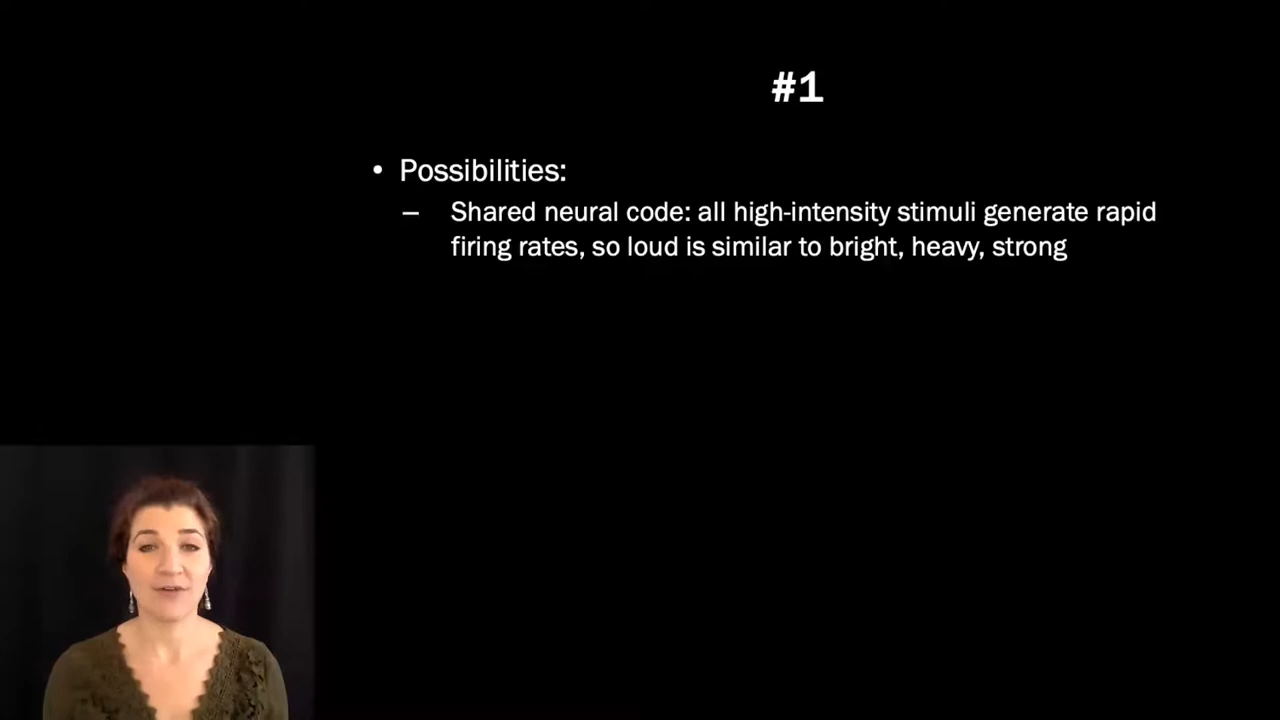 #1
• Possibilities:
– Shared neural code: all high-intensity stimuli generate rapid
firing rates, so loud is similar to bright, heavy, strong